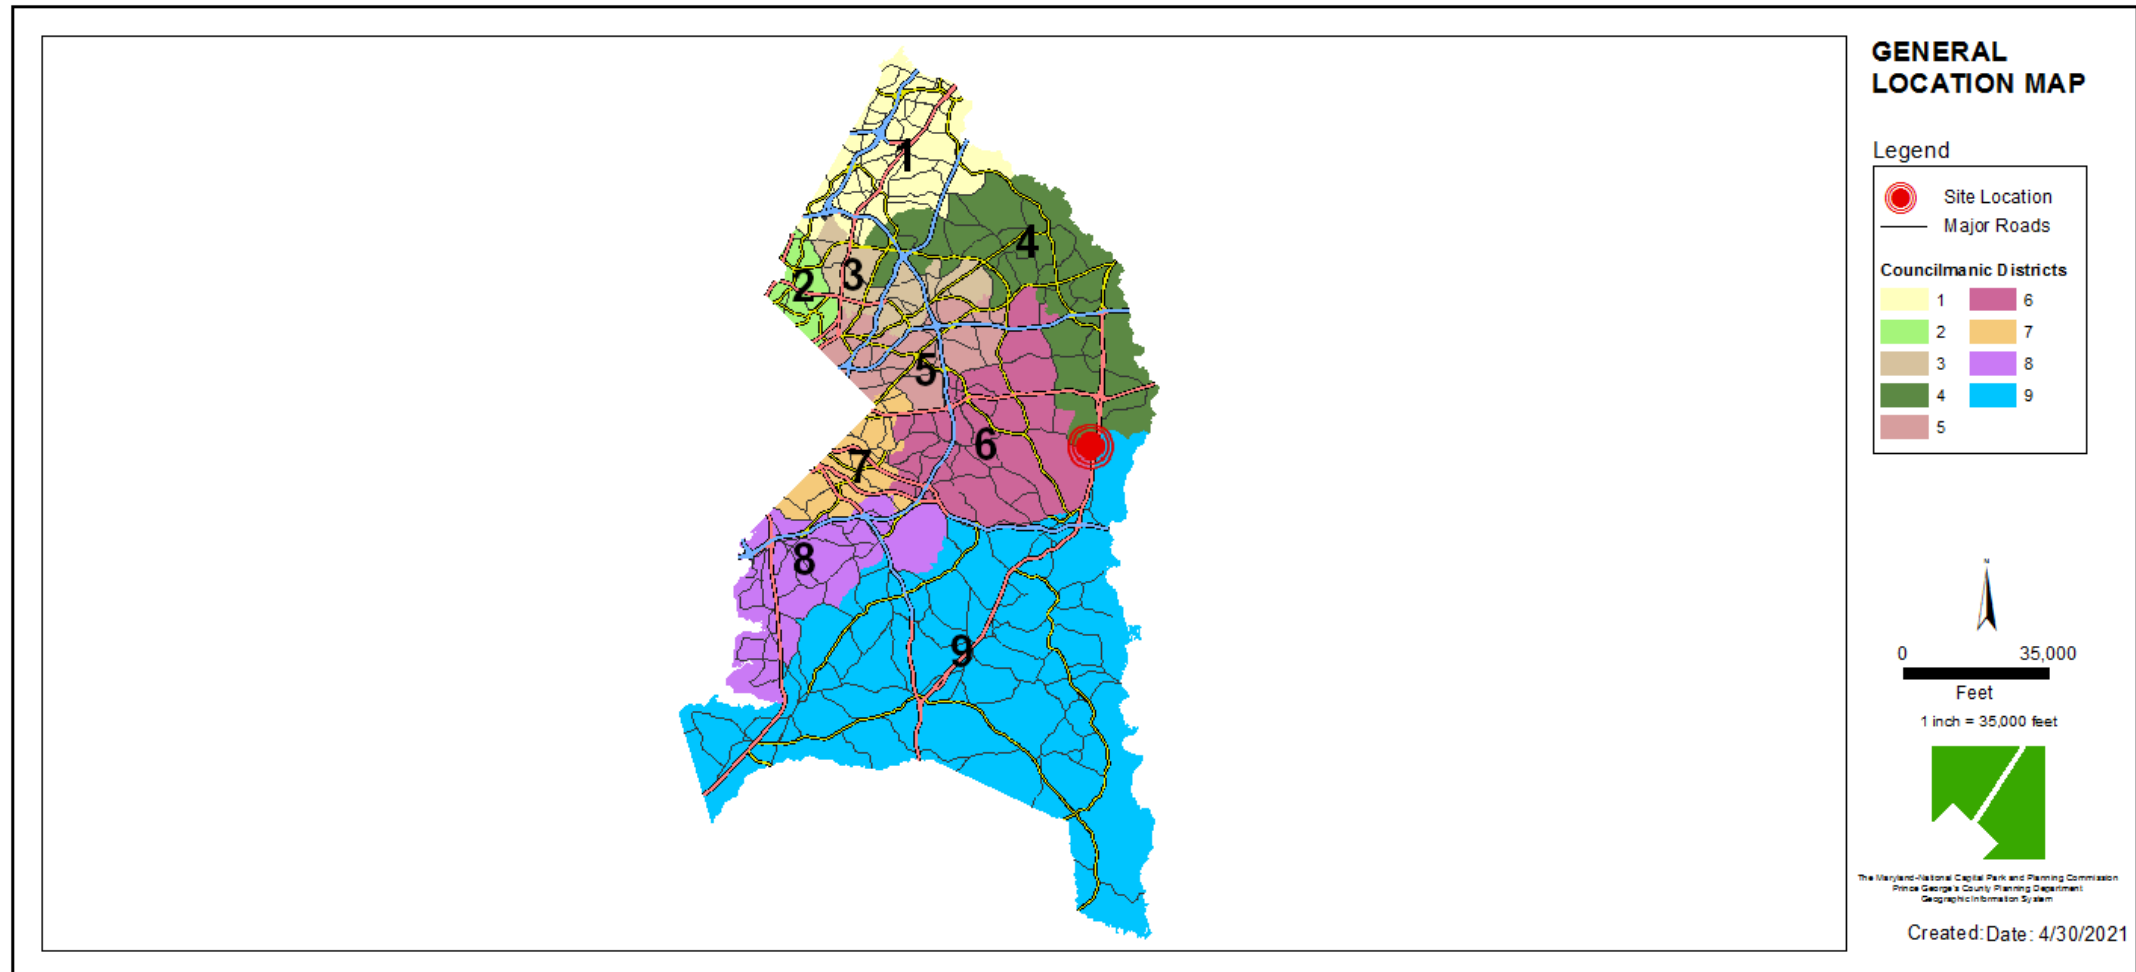 GENERAL
LOCATION MAP
Legend
Site Location
Major Roads
Councilmanic Districts
1 6
2 7
3 8
4 9
5
1
2
3
4
5
6
7
8
9
N
0 35,000
Feet
1 inch = 35,000 feet
The Maryland-National Capital Park and Planning Commission
Prince George's County Planning Department
Geographic Information System
Created: Date: 4/30/2021